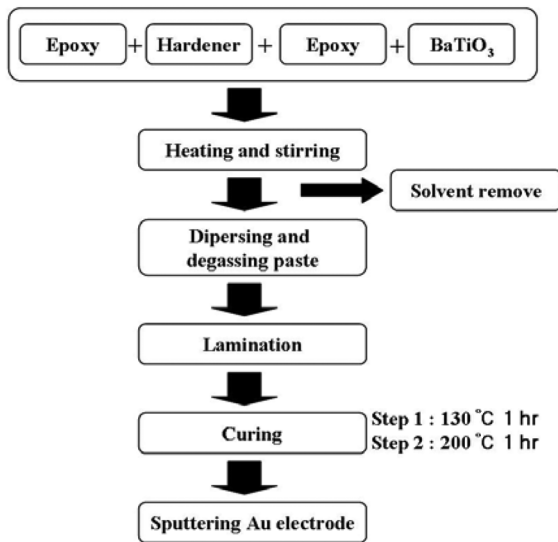 Epoxy + Hardener + Epoxy + BaTiO₃
Heating and stirring
Solvent remove
Dipersing and
degassing paste
Lamination
Curing
Step 1 : 130 °C 1 hr
Step 2 : 200 °C 1 hr
Sputtering Au electrode